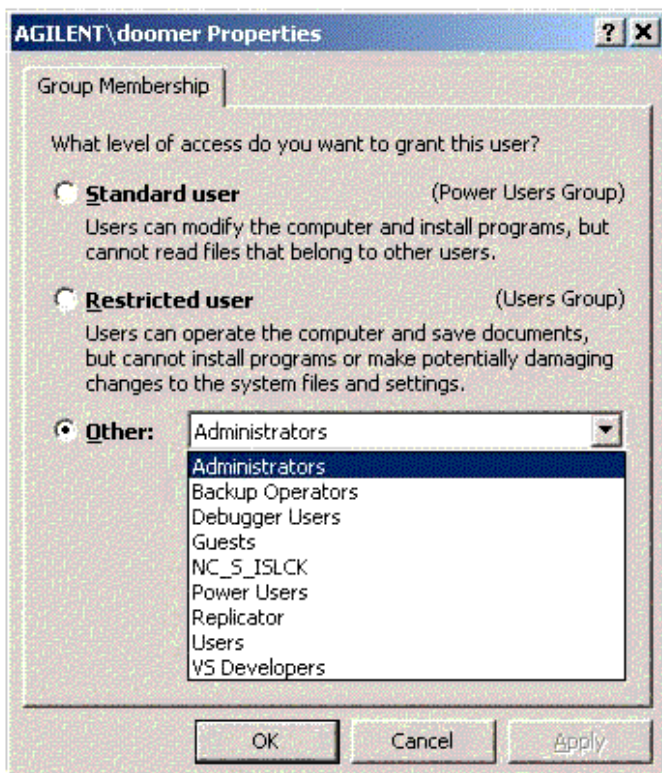 AGILENT\doomer Properties
Group Membership
What level of access do you want to grant this user?
Standard user (Power Users Group)
Users can modify the computer and install programs, but
cannot read files that belong to other users.
Restricted user (Users Group)
Users can operate the computer and save documents,
but cannot install programs or make potentially damaging
changes to the system files and settings.
Other: Administrators
Administrators
Backup Operators
Debugger Users
Guests
NC_S_ISLCK
Power Users
Replicator
Users
VS Developers
OK Cancel Apply